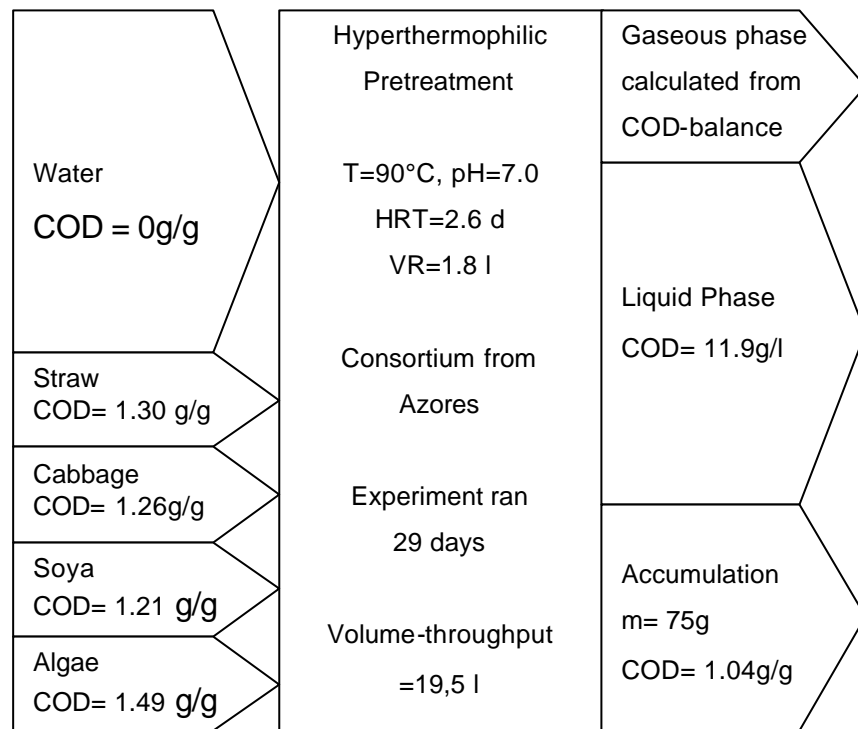 Water
COD = 0g/g
Straw
COD= 1.30 g/g
Cabbage
COD= 1.26g/g
Soya
COD= 1.21 g/g
Algae
COD= 1.49 g/g
Hyperthermophilic
Pretreatment
T=90°C, pH=7.0
HRT=2.6 d
VR=1.8 l
Consortium from
Azores
Experiment ran
29 days
Volume-throughput
=19,5 l
Gaseous phase
calculated from
COD-balance
Liquid Phase
COD= 11.9g/l
Accumulation
m= 75g
COD= 1.04g/g